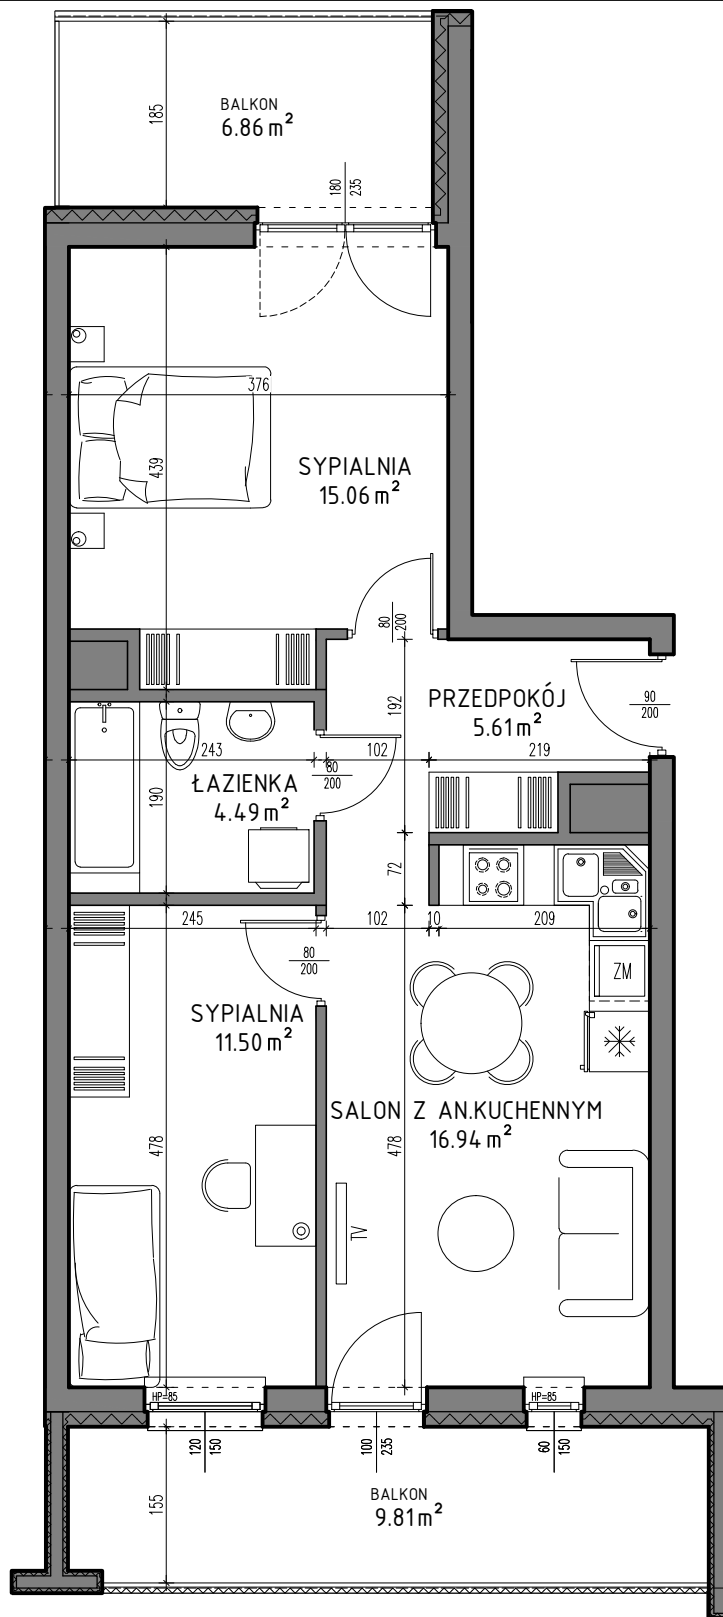 185
BALKON
6.86 m²
180
235
376
439
SYPIALNIA
15.06 m²
80
200
192
PRZEDPOKÓJ
5.61 m²
90
200
243
102
219
80
200
ŁAZIENKA
4.49 m²
190
72
245
102
10
209
80
200
ZM
SYPIALNIA
11.50 m²
SALON Z AN.KUCHENNYM
16.94 m²
478
478
TV
HP=85
HP=85
120
150
100
235
60
150
155
BALKON
9.81 m²